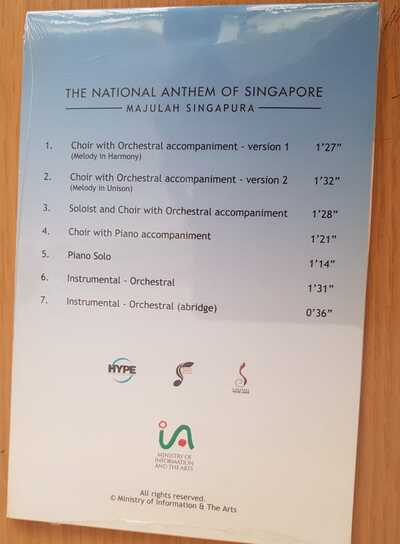 THE NATIONAL ANTHEM OF SINGAPORE
MAJULAH SINGAPURA
1. Choir with Orchestral accompaniment - version 1 1'27"
(Melody in Harmony)
2. Choir with Orchestral accompaniment - version 2 1'32"
(Melody in Unison)
3. Soloist and Choir with Orchestral accompaniment 1'28"
4. Choir with Piano accompaniment 1'21"
5. Piano Solo 1'14"
6. Instrumental - Orchestral 1'31"
7. Instrumental - Orchestral (abridge) 0'36"
HYPE
MINISTRY OF
INFORMATION
AND THE ARTS
All rights reserved.
© Ministry of Information & The Arts